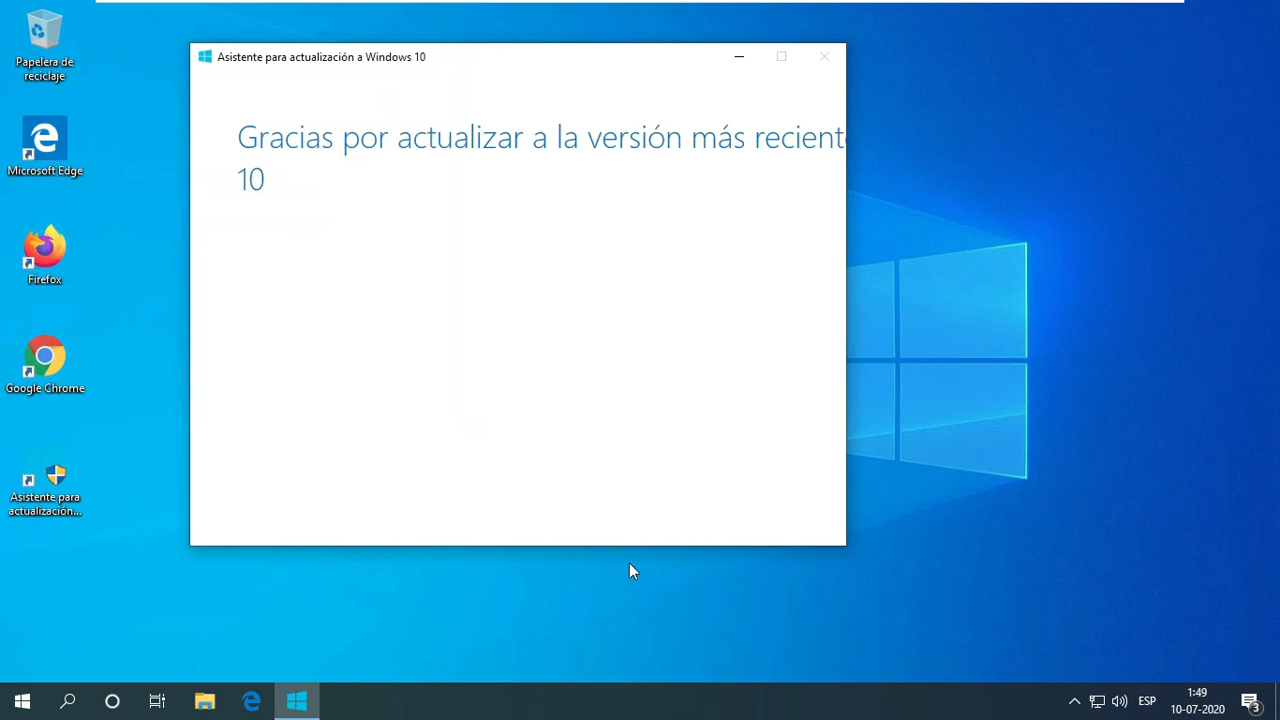 Papelera de
reciclaje
Microsoft Edge
Firefox
Google Chrome
Asistente para
actualización...
Asistente para actualización a Windows 10
Gracias por actualizar a la versión más recient
10
ESP
1:49
10-07-2020
3